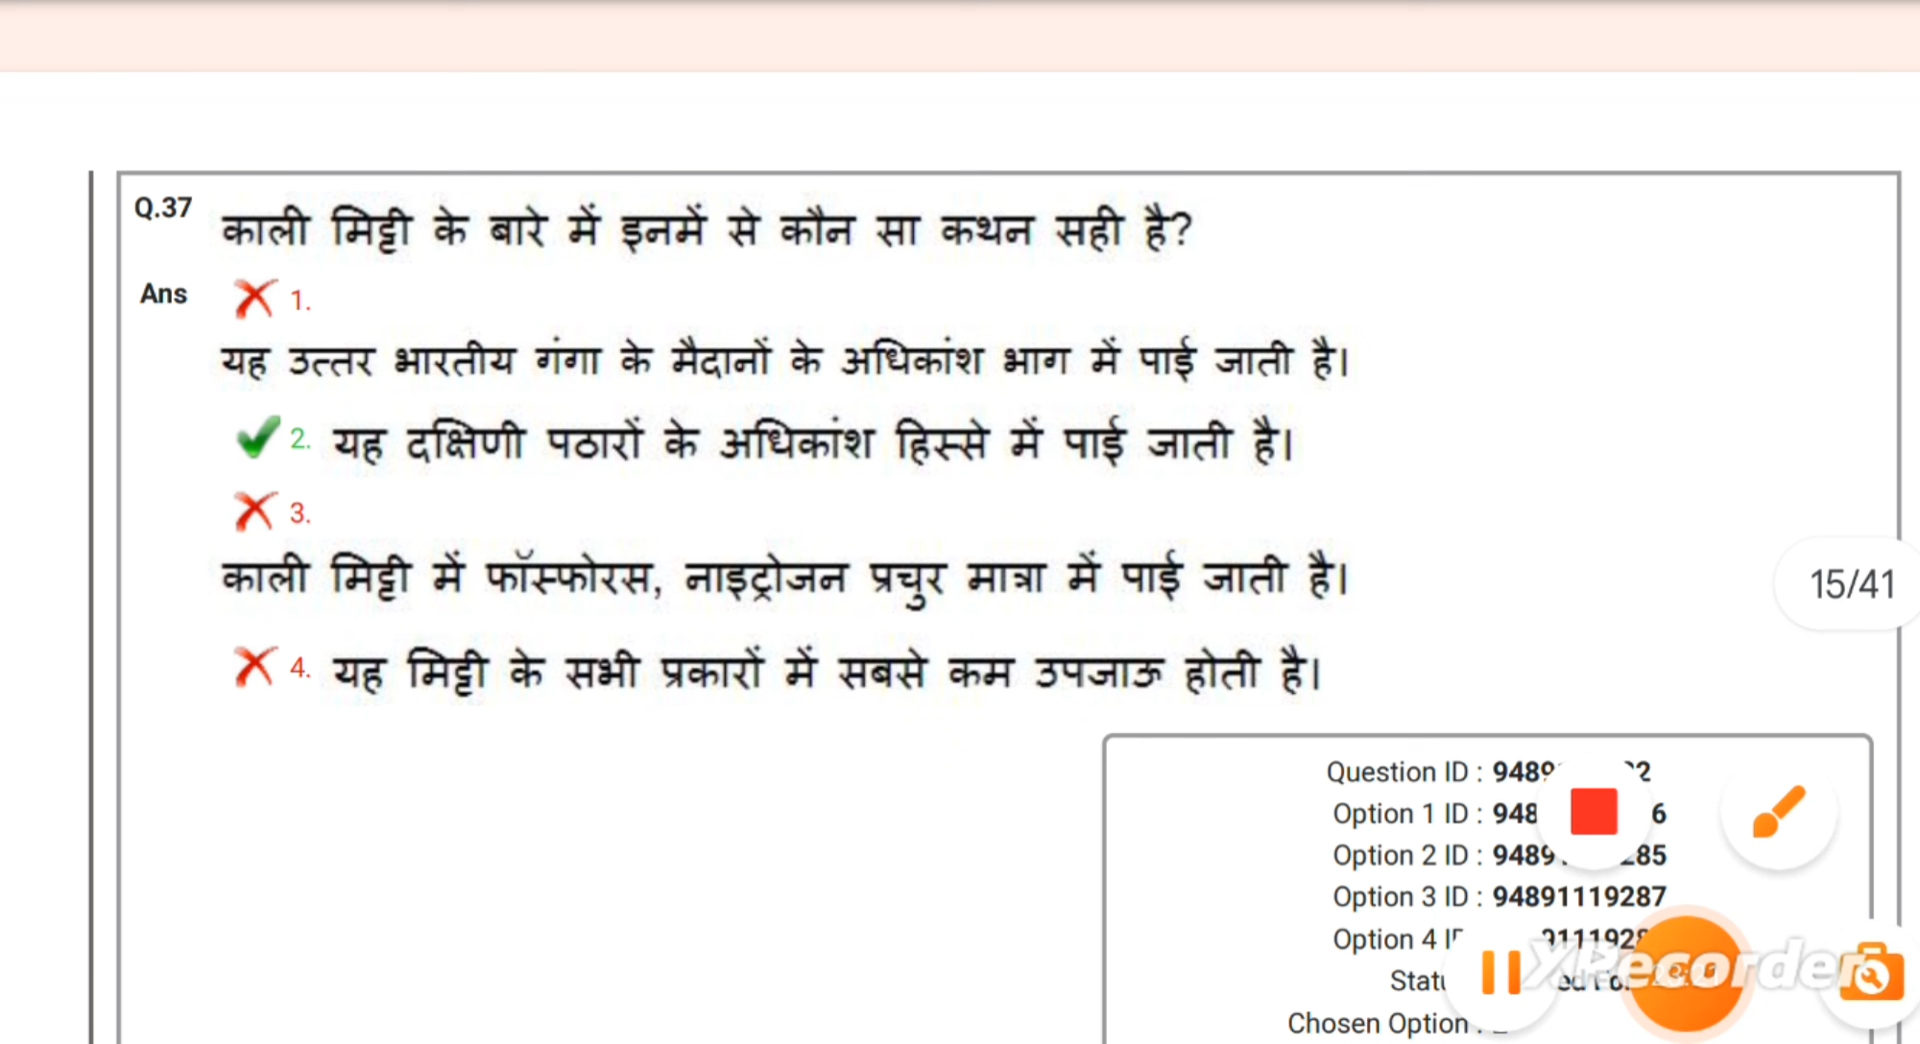 Q.37 काली मिट्टी के बारे में इनमें से कौन सा कथन सही है?
Ans 1.
यह उत्तर भारतीय गंगा के मैदानों के अधिकांश भाग में पाई जाती है।
2. यह दक्षिणी पठारों के अधिकांश हिस्से में पाई जाती है।
3.
काली मिट्टी में फॉस्फोरस, नाइट्रोजन प्रचुर मात्रा में पाई जाती है।
15/41
4. यह मिट्टी के सभी प्रकारों में सबसे कम उपजाऊ होती है।
Question ID :
Option 1 ID :
Option 2 ID :
Option 3 ID : 94891119287
Option 4
XRecorder
Chosen Option :